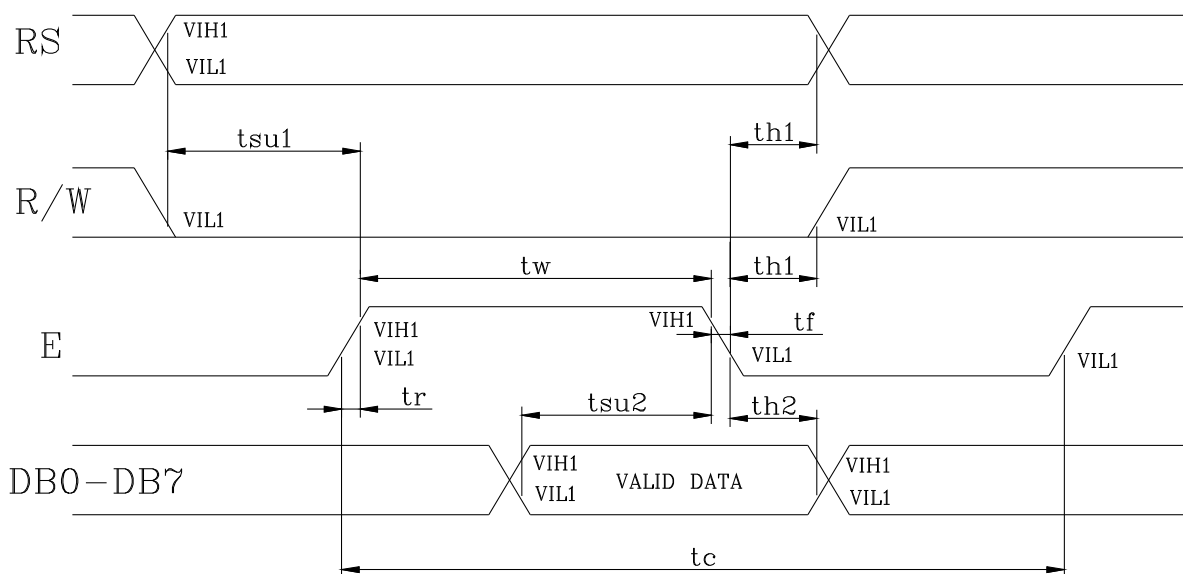 RS
VIH1
VIL1
tsu1
th1
R/W
VIL1
VIL1
tw
th1
E
VIH1
VIL1
VIH1
tf
VIL1
VIL1
tr
tsu2
th2
DB0-DB7
VIH1
VIL1
VALID DATA
VIH1
VIL1
tc